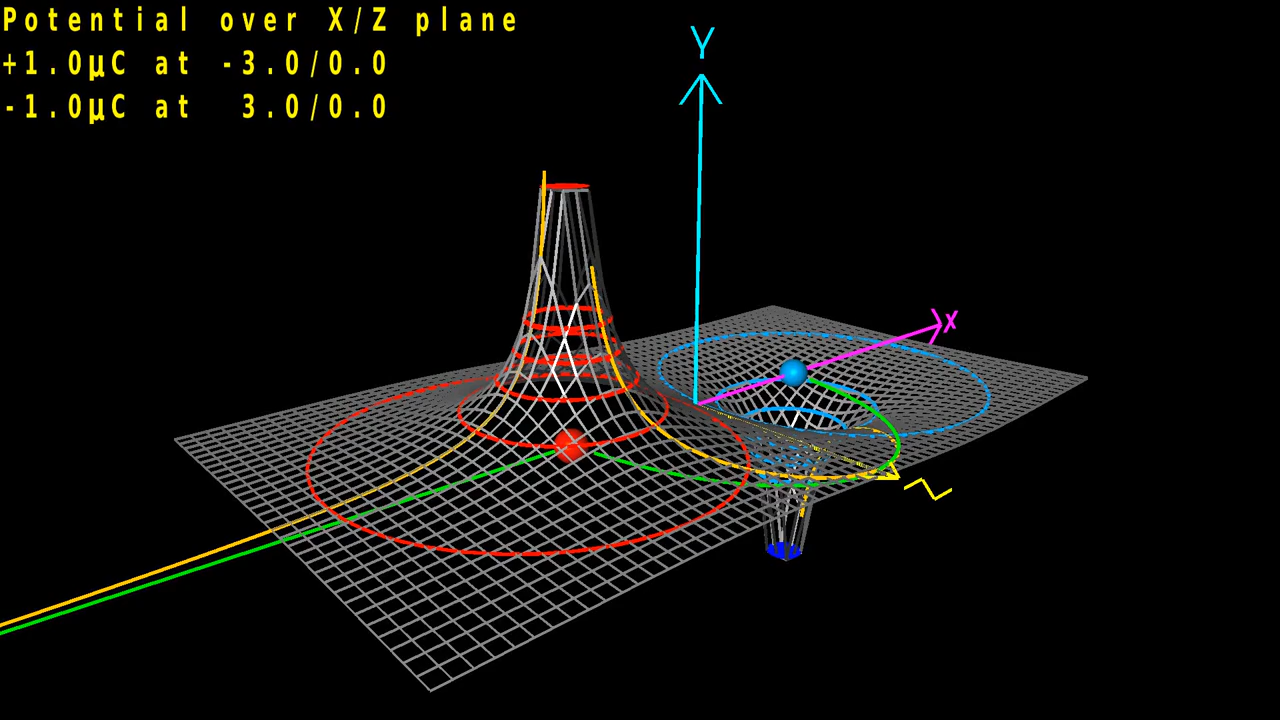 Potential over X/Z plane
+1.0µC at -3.0/0.0
-1.0µC at  3.0/0.0
Y
X
Z